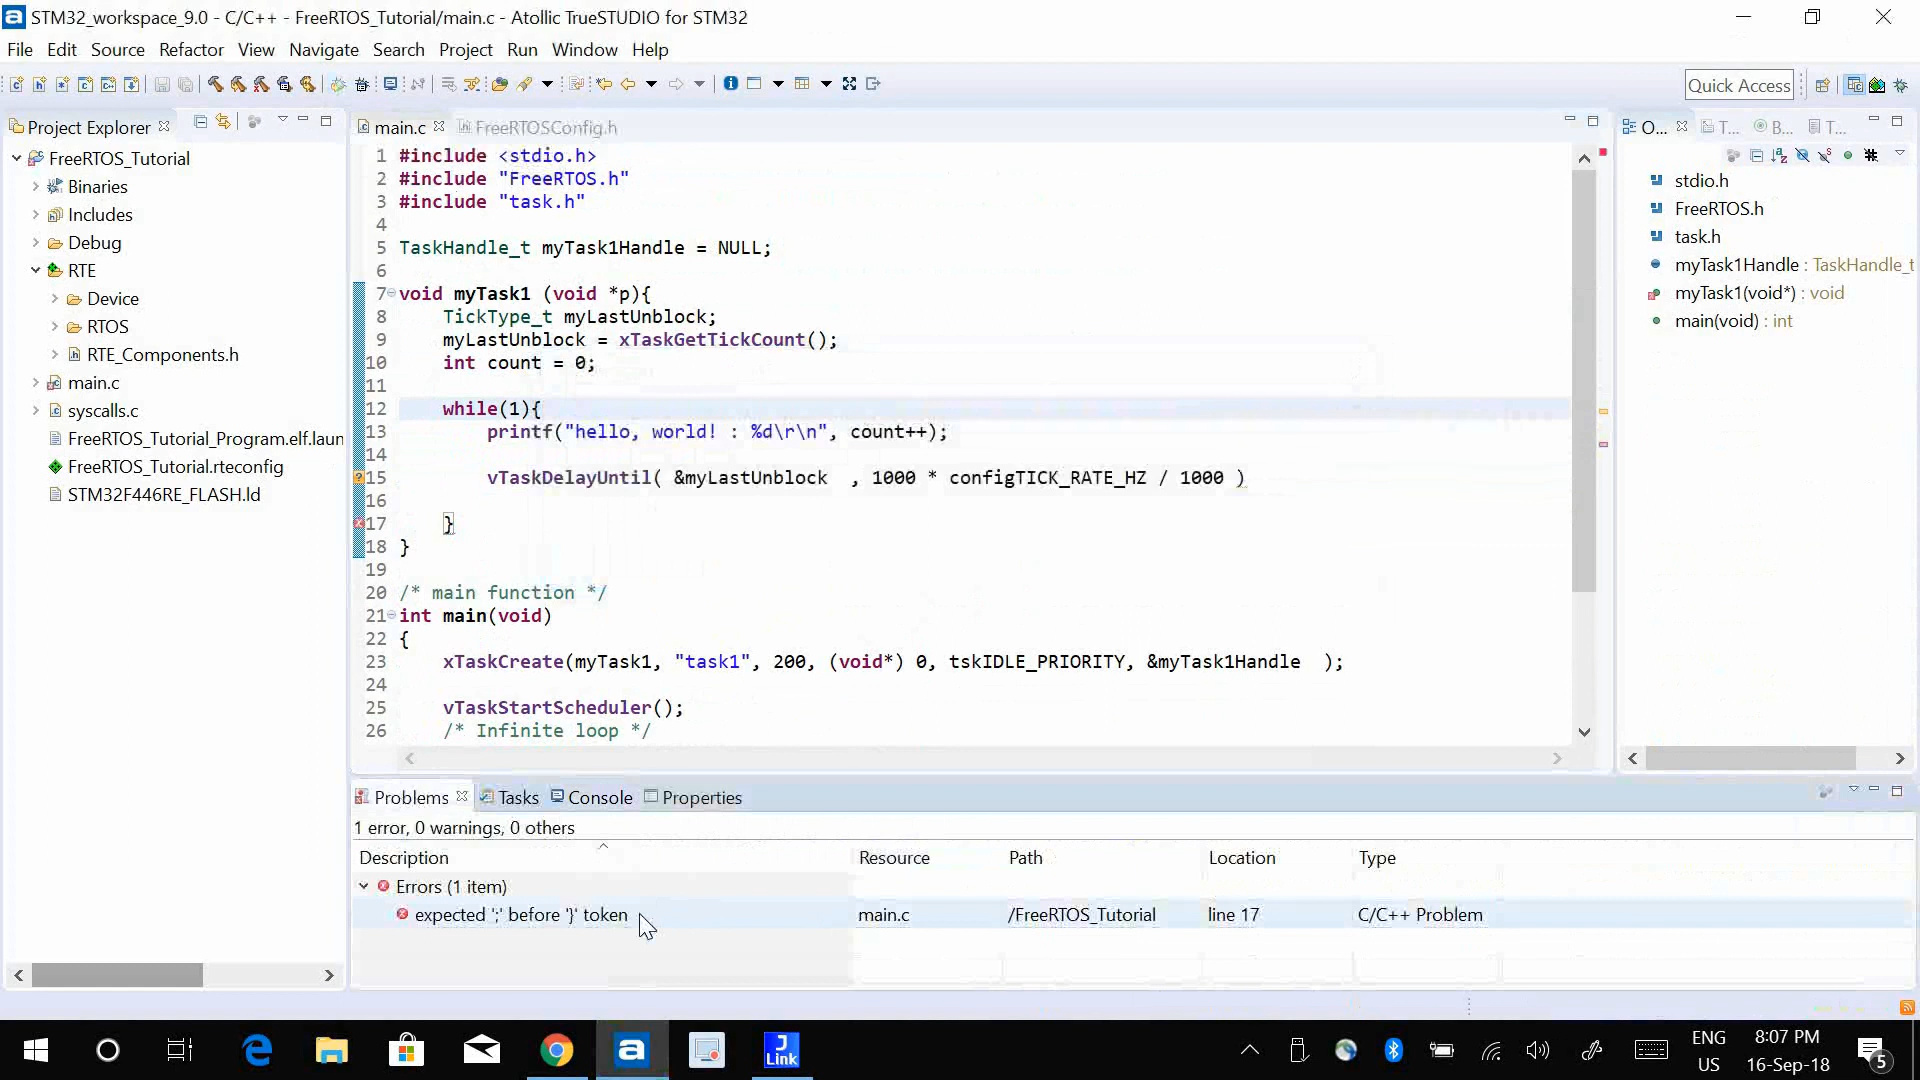 STM32_workspace_9.0 - C/C++ - FreeRTOS_Tutorial/main.c - Atollic TrueSTUDIO for STM32
File Edit Source Refactor View Navigate Search Project Run Window Help
Quick Access
Project Explorer
FreeRTOS_Tutorial
Binaries
Includes
Debug
RTE
Device
RTOS
RTE_Components.h
main.c
syscalls.c
FreeRTOS_Tutorial_Program.elf.laun
FreeRTOS_Tutorial.rteconfig
STM32F446RE_FLASH.ld
main.c FreeRTOSConfig.h
1 #include <stdio.h>
2 #include "FreeRTOS.h"
3 #include "task.h"
4
5 TaskHandle_t myTask1Handle = NULL;
6
7 void myTask1 (void *p){
8 TickType_t myLastUnblock;
9 myLastUnblock = xTaskGetTickCount();
10 int count = 0;
11
12 while(1){
13 printf("hello, world! : %d\r\n", count++);
14
15 vTaskDelayUntil( &myLastUnblock , 1000 * configTICK_RATE_HZ / 1000 )
16
17 }
18 }
19
20 /* main function */
21 int main(void)
22 {
23 xTaskCreate(myTask1, "task1", 200, (void*) 0, tskIDLE_PRIORITY, &myTask1Handle );
24
25 vTaskStartScheduler();
26 /* Infinite loop */
O... T... B... T...
stdio.h
FreeRTOS.h
task.h
myTask1Handle : TaskHandle_t
myTask1(void*) : void
main(void) : int
Problems Tasks Console Properties
1 error, 0 warnings, 0 others
Description Resource Path Location Type
Errors (1 item)
expected ';' before '}' token main.c /FreeRTOS_Tutorial line 17 C/C++ Problem
J
Link
ENG
US
8:07 PM
16-Sep-18
5